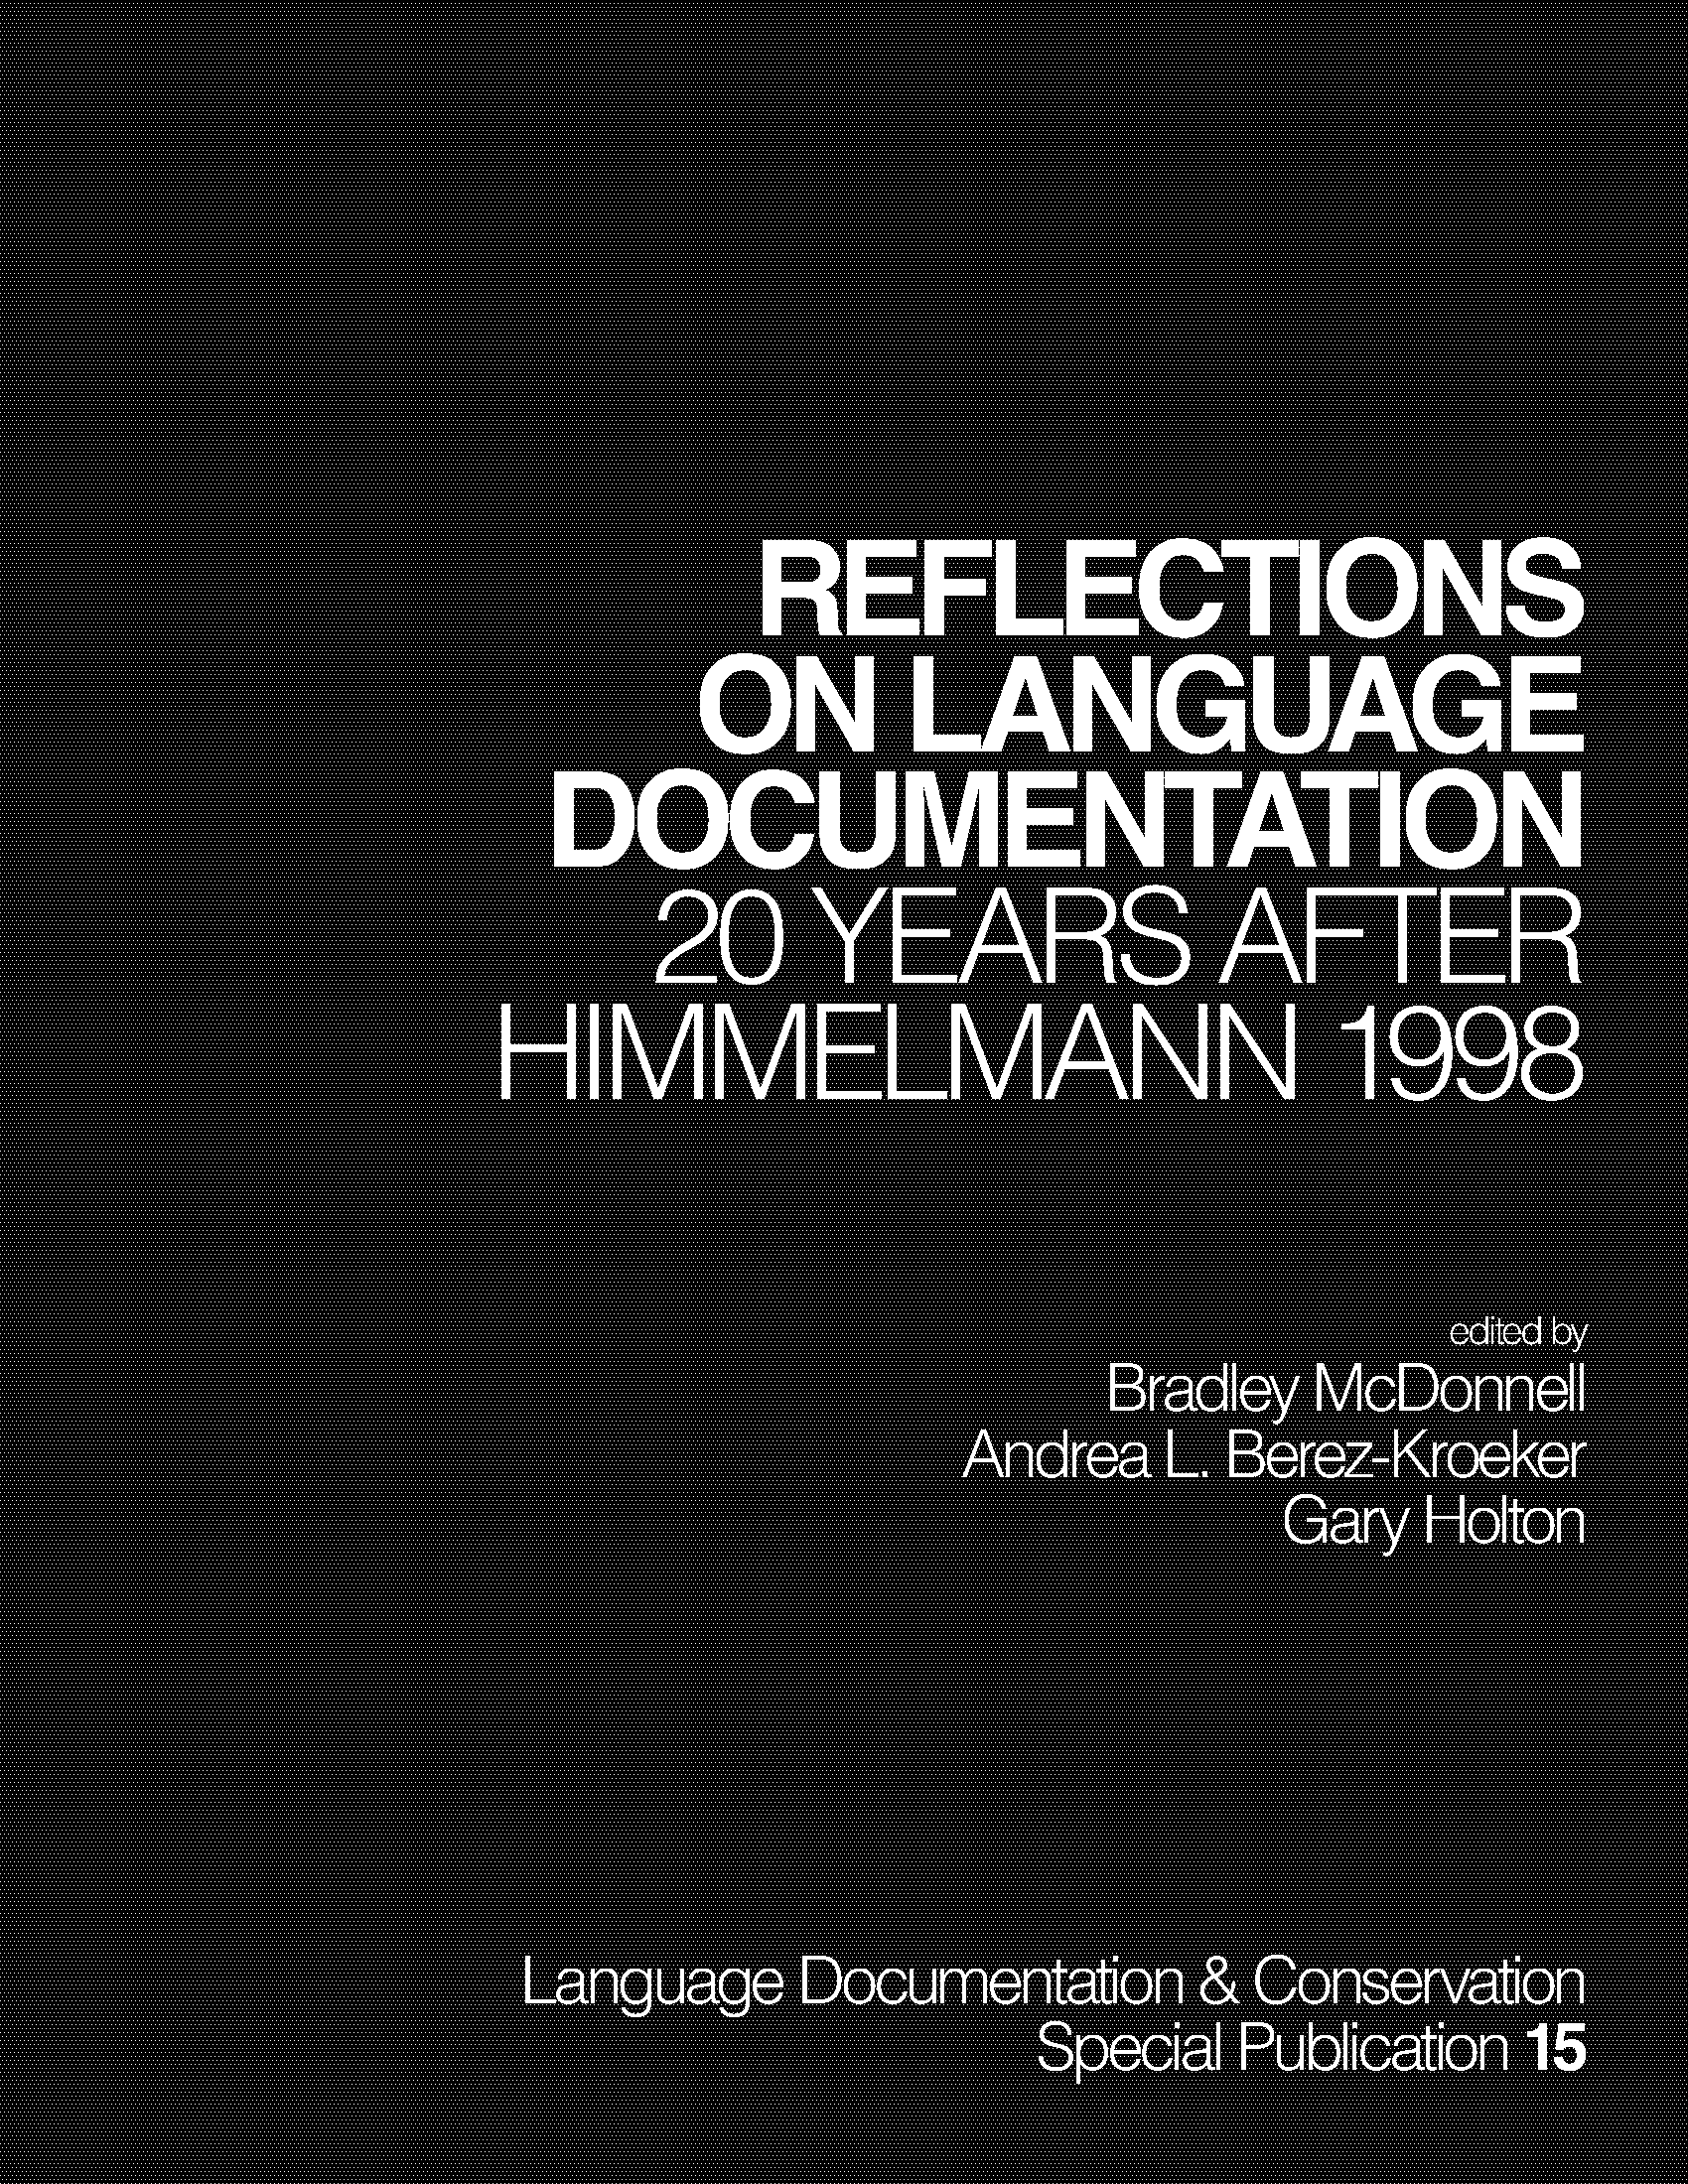 REFLECTIONS
ON LANGUAGE
DOCUMENTATION
20 YEARS AFTER
HIMMELMANN 1998
edited by
Bradley McDonnell
Andrea L. Berez-Kroeker
Gary Holton
Language Documentation & Conservation
Special Publication 15